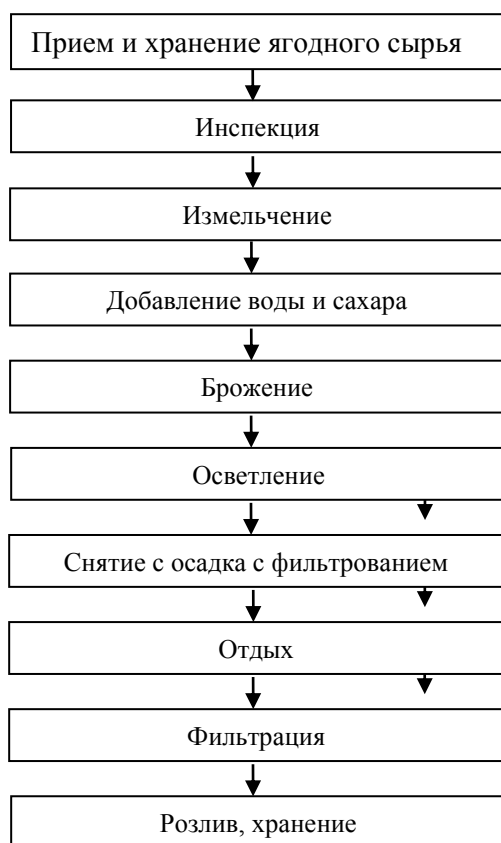 Прием и хранение ягодного сырья
Инспекция
Измельчение
Добавление воды и сахара
Брожение
Осветление
Снятие с осадка с фильтрованием
Отдых
Фильтрация
Розлив, хранение